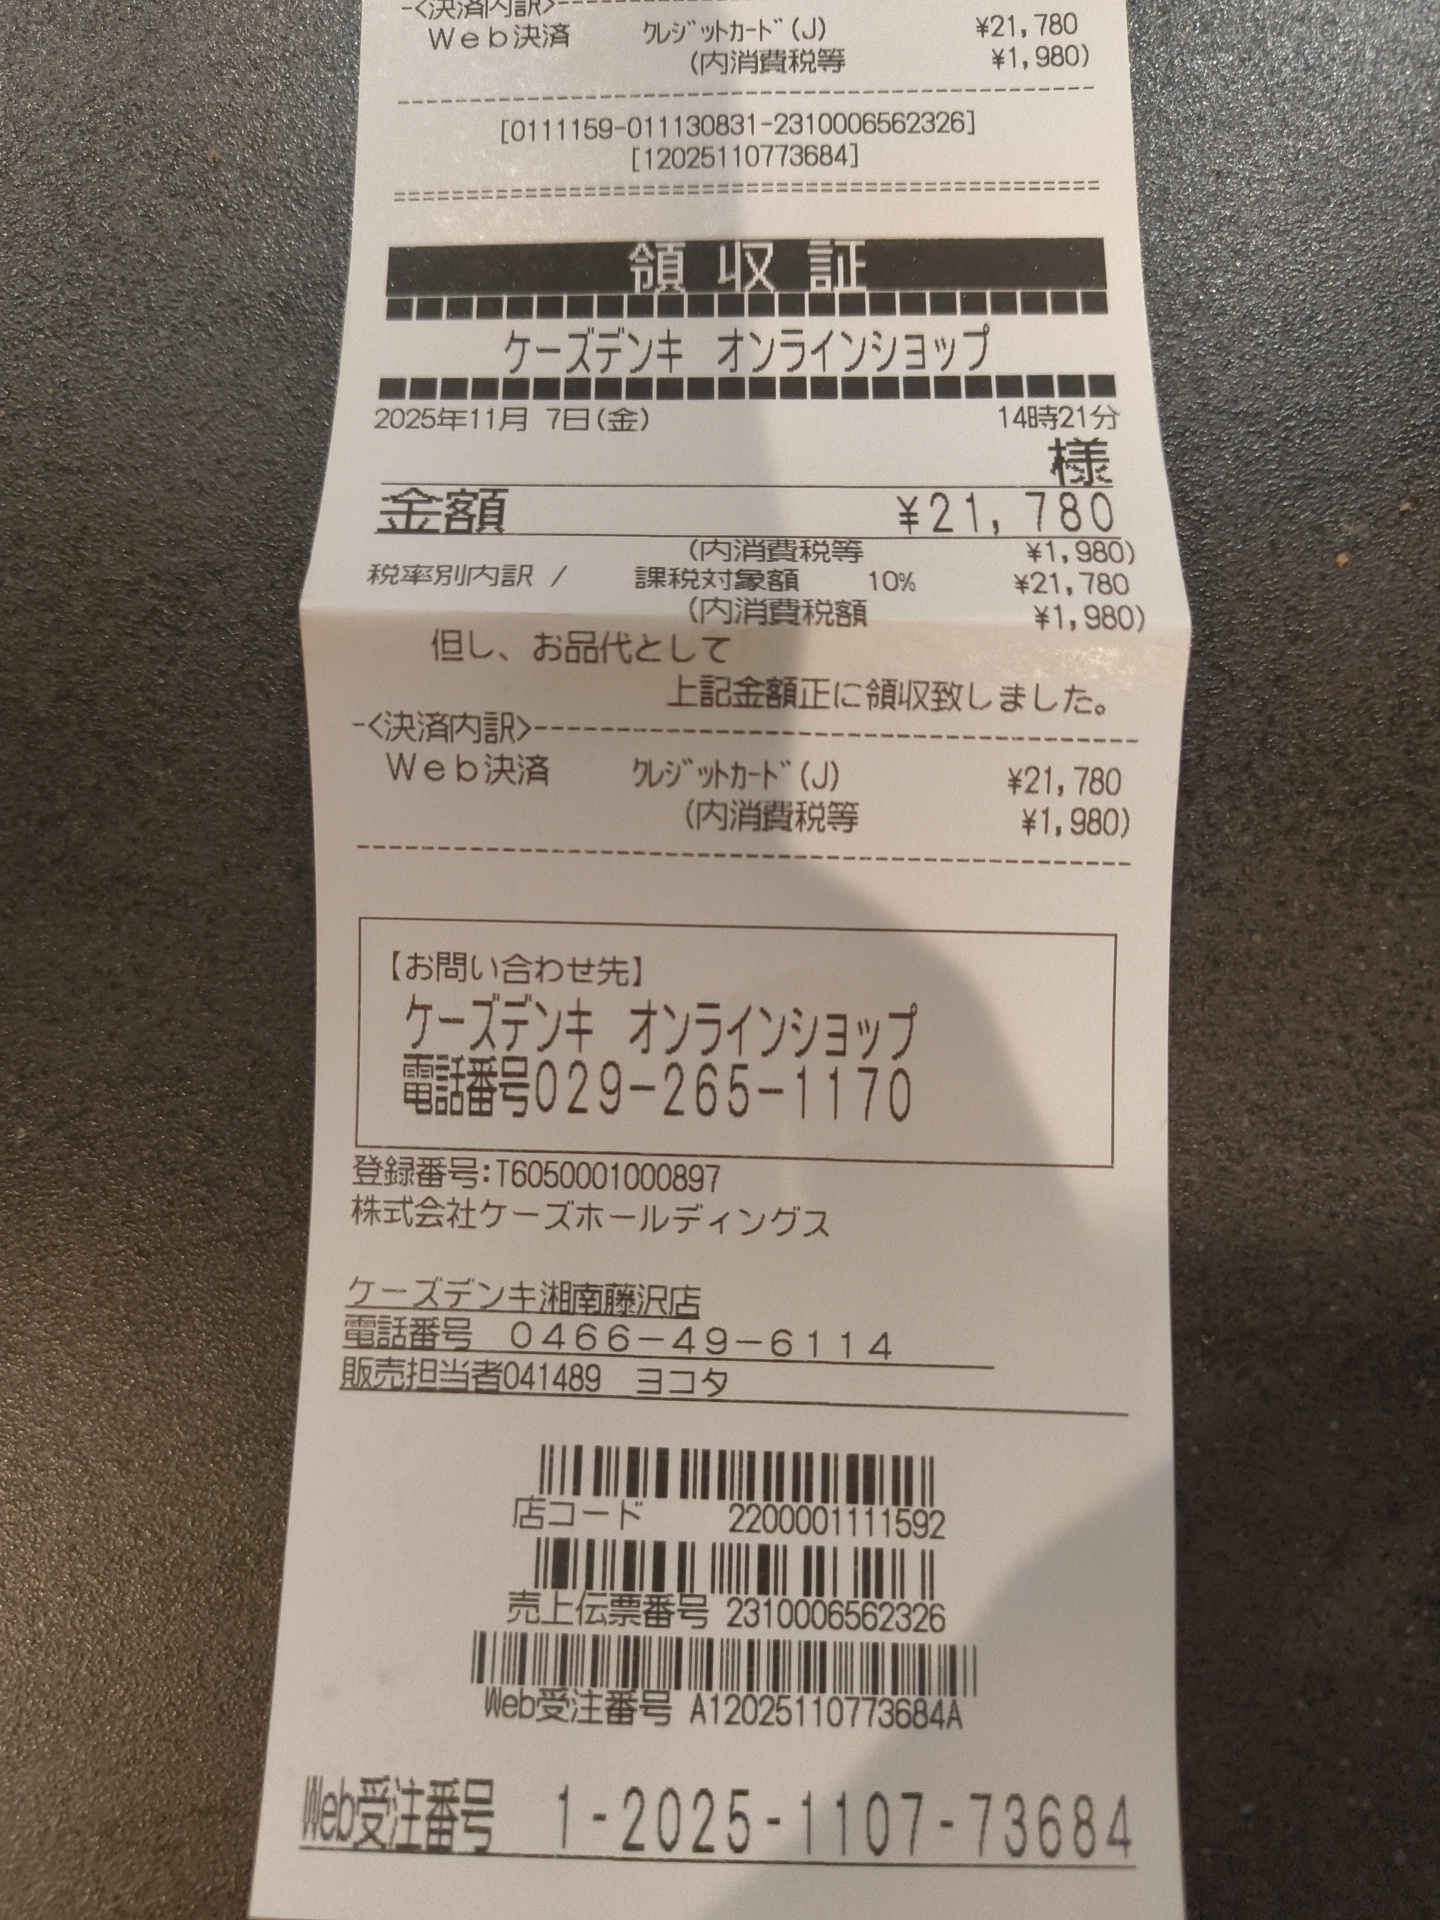 -<決済内訳>------------------------------------
Ｗｅｂ決済 ｸﾚｼﾞｯﾄｶｰﾄﾞ(J) ¥21,780
(内消費税等 ¥1,980)
------------------------------------------------
[0111159-011130831-2310006562326]
[12025110773684]
================================================
領収証
ケーズデンキ オンラインショップ
2025年11月 7日(金) 14時21分
様
金額 ¥21,780
(内消費税等 ¥1,980)
税率別内訳 / 課税対象額 10% ¥21,780
(内消費税額 ¥1,980)
但し、お品代として
上記金額正に領収致しました。
-<決済内訳>------------------------------------
Ｗｅｂ決済 ｸﾚｼﾞｯﾄｶｰﾄﾞ(J) ¥21,780
(内消費税等 ¥1,980)
------------------------------------------------
【お問い合わせ先】
ケーズデンキ オンラインショップ
電話番号029-265-1170
登録番号:T6050001000897
株式会社ケーズホールディングス
ケーズデンキ湘南藤沢店
電話番号 ０４６６－４９－６１１４
販売担当者041489 ヨコタ
店コード 2200001111592
売上伝票番号 2310006562326
Web受注番号 A12025110773684A
Web受注番号 1-2025-1107-73684